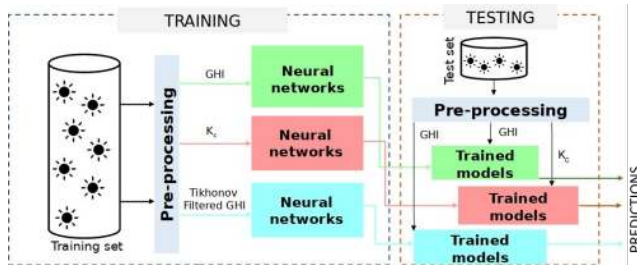 TRAINING
TESTING
Training set
Pre-processing
GHI
Kc
Tikhonov
Filtered GHI
Neural
networks
Neural
networks
Neural
networks
Test set
Pre-processing
GHI
GHI
Kc
Trained
models
Trained
models
Trained
models
PREDICTIONS